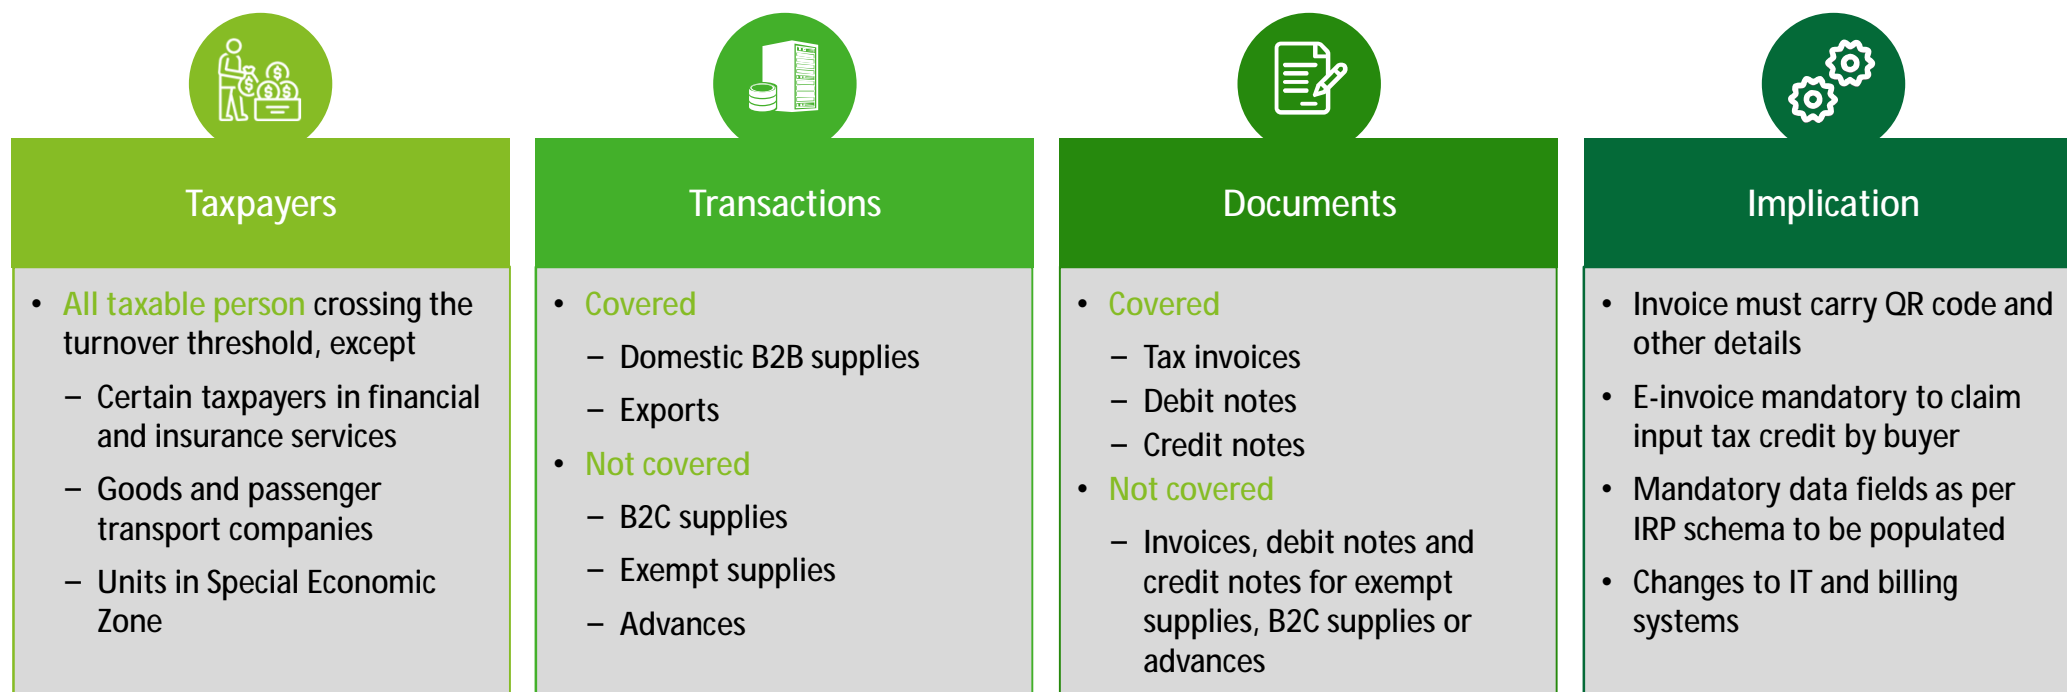 Taxpayers
• All taxable person crossing the
turnover threshold, except
– Certain taxpayers in financial
and insurance services
– Goods and passenger
transport companies
– Units in Special Economic
Zone
Transactions
• Covered
– Domestic B2B supplies
– Exports
• Not covered
– B2C supplies
– Exempt supplies
– Advances
Documents
• Covered
– Tax invoices
– Debit notes
– Credit notes
• Not covered
– Invoices, debit notes and
credit notes for exempt
supplies, B2C supplies or
advances
Implication
• Invoice must carry QR code and
other details
• E-invoice mandatory to claim
input tax credit by buyer
• Mandatory data fields as per
IRP schema to be populated
• Changes to IT and billing
systems